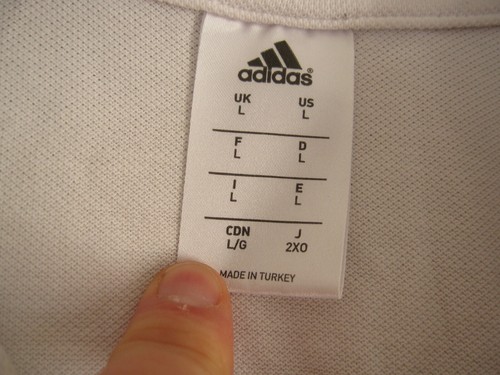 adidas®
UK US
L L
F D
L L
I E
L L
CDN J
L/G 2XO
MADE IN TURKEY